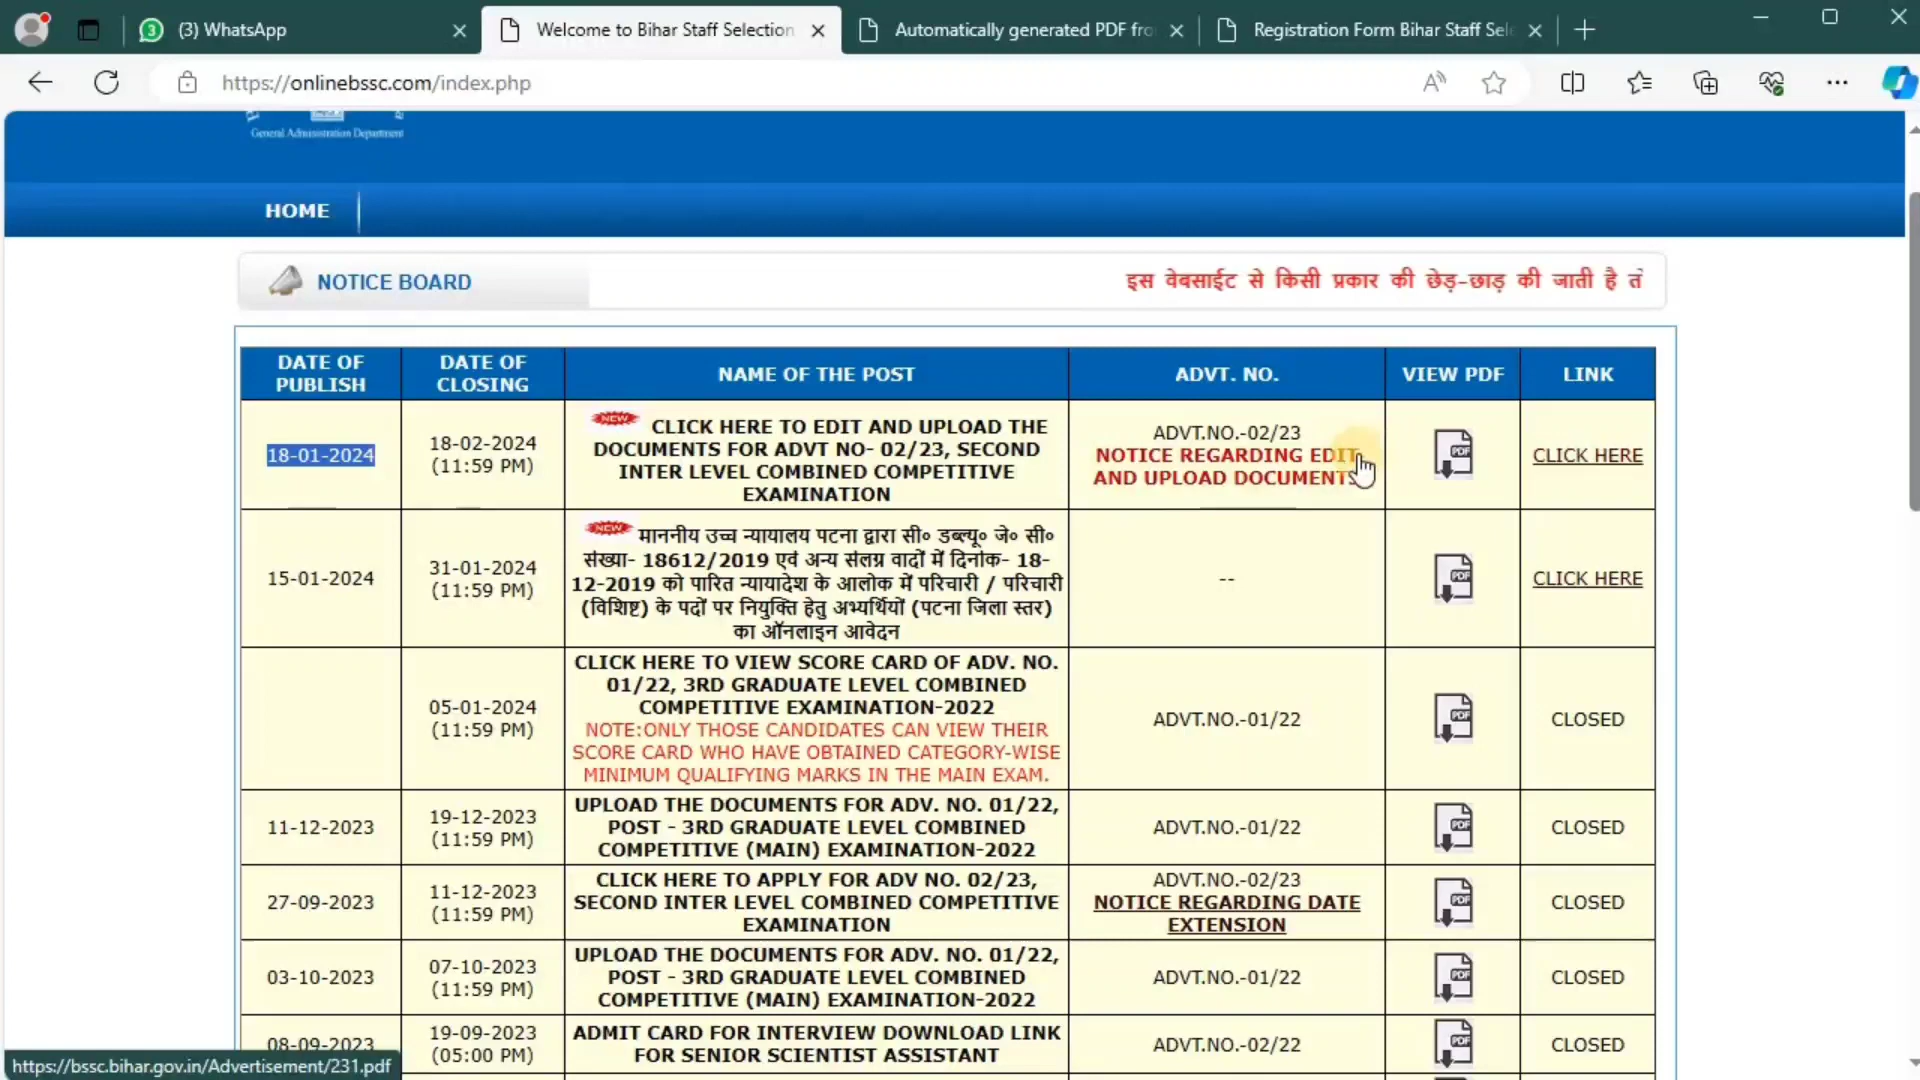 3
(3) WhatsApp
Welcome to Bihar Staff Selection
Automatically generated PDF fro
Registration Form Bihar Staff Sel
https://onlinebssc.com/index.php
General Administration Department
HOME
NOTICE BOARD
इस वेबसाईट से किसी प्रकार की छेड़-छाड़ की जाती है
DATE OF
PUBLISH
DATE OF
CLOSING
NAME OF THE POST
ADVT. NO.
VIEW PDF
LINK
18-01-2024
18-02-2024
(11:59 PM)
NEW CLICK HERE TO EDIT AND UPLOAD THE
DOCUMENTS FOR ADVT NO- 02/23, SECOND
INTER LEVEL COMBINED COMPETITIVE
EXAMINATION
ADVT.NO.-02/23
NOTICE REGARDING EDIT
AND UPLOAD DOCUMENTS
PDF
CLICK HERE
15-01-2024
31-01-2024
(11:59 PM)
NEW माननीय उच्च न्यायालय पटना द्वारा सी० डब्ल्यू० जे० सी०
संख्या- 18612/2019 एवं अन्य संलग्न वादों में दिनांक- 18-
12-2019 को पारित न्यायादेश के आलोक में परिचारी / परिचारी
(विशिष्ट) के पदों पर नियुक्ति हेतु अभ्यर्थियों (पटना जिला स्तर)
का ऑनलाइन आवेदन
--
PDF
CLICK HERE
05-01-2024
(11:59 PM)
CLICK HERE TO VIEW SCORE CARD OF ADV. NO.
01/22, 3RD GRADUATE LEVEL COMBINED
COMPETITIVE EXAMINATION-2022
NOTE:ONLY THOSE CANDIDATES CAN VIEW THEIR
SCORE CARD WHO HAVE OBTAINED CATEGORY-WISE
MINIMUM QUALIFYING MARKS IN THE MAIN EXAM.
ADVT.NO.-01/22
PDF
CLOSED
11-12-2023
19-12-2023
(11:59 PM)
UPLOAD THE DOCUMENTS FOR ADV. NO. 01/22,
POST - 3RD GRADUATE LEVEL COMBINED
COMPETITIVE (MAIN) EXAMINATION-2022
ADVT.NO.-01/22
PDF
CLOSED
27-09-2023
11-12-2023
(11:59 PM)
CLICK HERE TO APPLY FOR ADV NO. 02/23,
SECOND INTER LEVEL COMBINED COMPETITIVE
EXAMINATION
ADVT.NO.-02/23
NOTICE REGARDING DATE
EXTENSION
PDF
CLOSED
03-10-2023
07-10-2023
(11:59 PM)
UPLOAD THE DOCUMENTS FOR ADV. NO. 01/22,
POST - 3RD GRADUATE LEVEL COMBINED
COMPETITIVE (MAIN) EXAMINATION-2022
ADVT.NO.-01/22
PDF
CLOSED
08-09-2023
19-09-2023
(05:00 PM)
ADMIT CARD FOR INTERVIEW DOWNLOAD LINK
FOR SENIOR SCIENTIST ASSISTANT
ADVT.NO.-02/22
PDF
CLOSED
https://bssc.bihar.gov.in/Advertisement/231.pdf